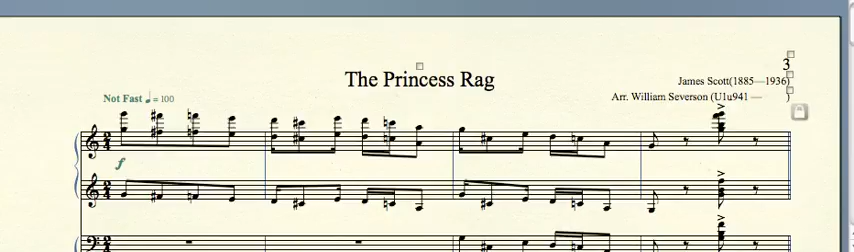 3
The Princess Rag
James Scott(1885—1936)
Arr. William Severson (U1u941 — )
Not Fast ♩ = 100
f